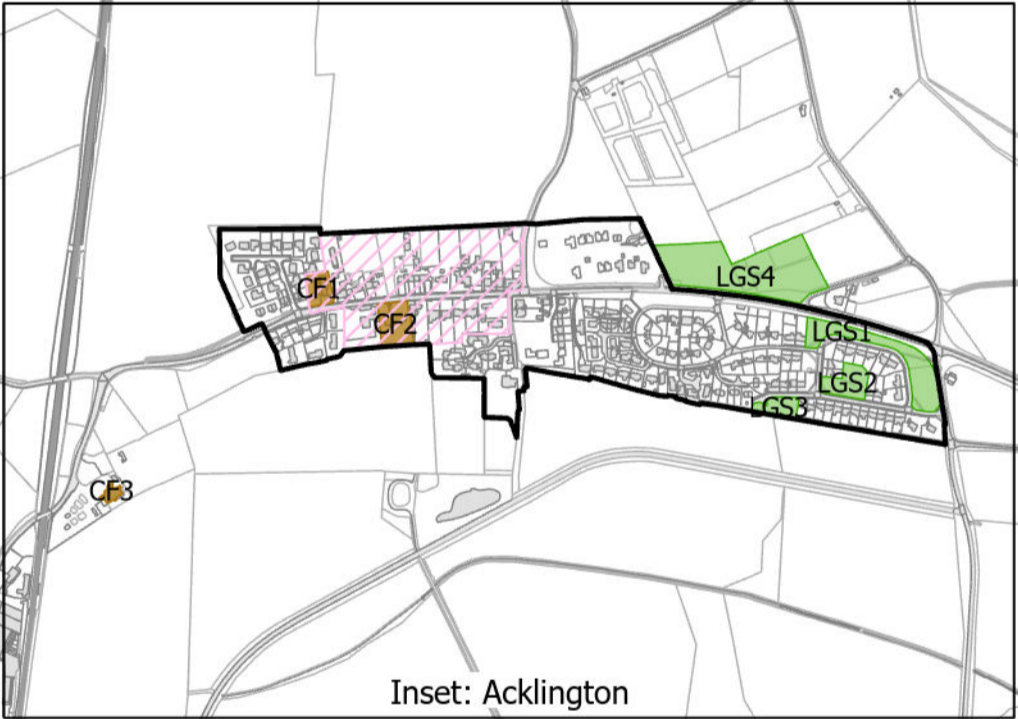 LGS4
CF1
CF2
LGS1
LGS2
LGS3
CF3
Inset: Acklington